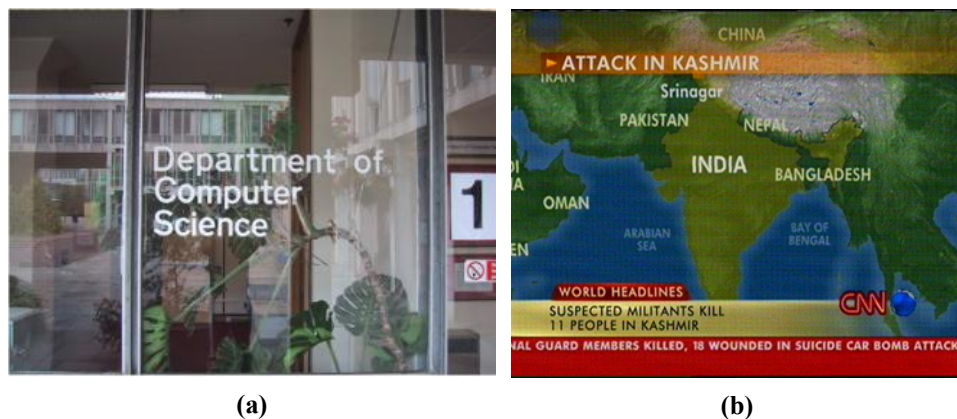 Department of
Computer
Science
1
(a)
CHINA
ATTACK IN KASHMIR
IRAN
Srinagar
PAKISTAN
NEPAL
INDIA
BANGLADESH
OMAN
ARABIAN
SEA
BAY OF
BENGAL
EN
WORLD HEADLINES
SUSPECTED MILITANTS KILL
11 PEOPLE IN KASHMIR
CNN
NAL GUARD MEMBERS KILLED, 18 WOUNDED IN SUICIDE CAR BOMB ATTACK
(b)